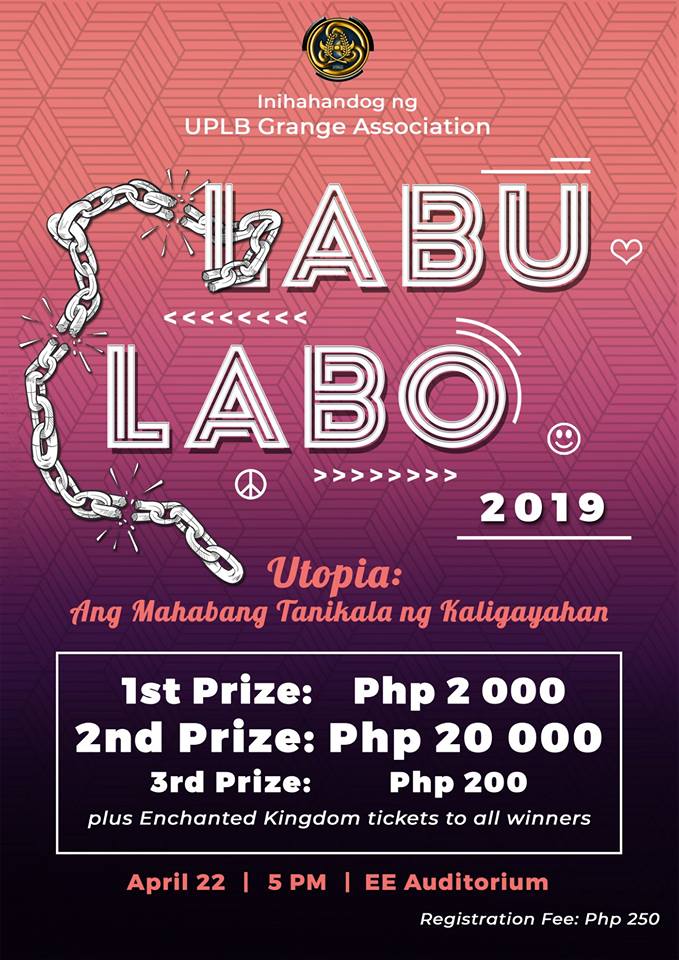 Inihahandog ng
UPLB Grange Association
LABU
<<<<<<<<
LABO
>>>>>>>>
2019
Utopia:
Ang Mahabang Tanikala ng Kaligayahan
1st Prize: Php 2 000
2nd Prize: Php 20 000
3rd Prize: Php 200
plus Enchanted Kingdom tickets to all winners
April 22 | 5 PM | EE Auditorium
Registration Fee: Php 250